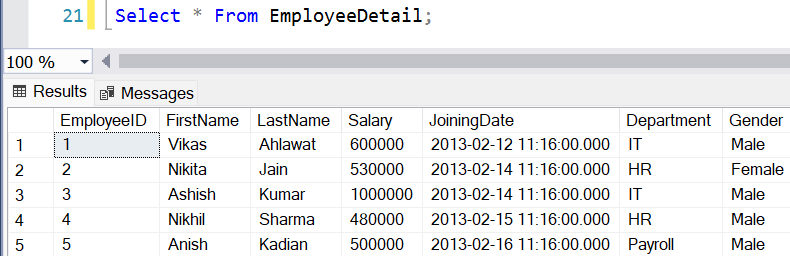 21 Select * From EmployeeDetail;
100 %
Results Messages
EmployeeID FirstName LastName Salary JoiningDate Department Gender
1 1 Vikas Ahlawat 600000 2013-02-12 11:16:00.000 IT Male
2 2 Nikita Jain 530000 2013-02-14 11:16:00.000 HR Female
3 3 Ashish Kumar 1000000 2013-02-14 11:16:00.000 IT Male
4 4 Nikhil Sharma 480000 2013-02-15 11:16:00.000 HR Male
5 5 Anish Kadian 500000 2013-02-16 11:16:00.000 Payroll Male